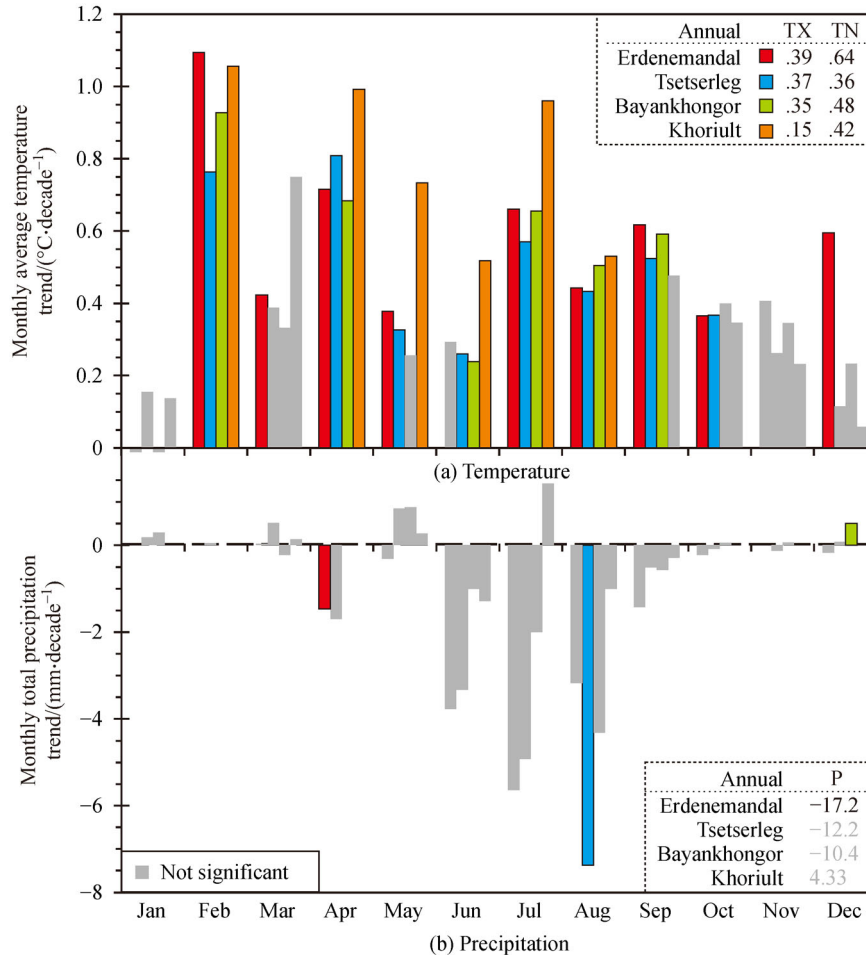 1.2
1.0
0.8
0.6
0.4
0.2
0
Monthly average temperature
trend/(°C·decade⁻¹)
Annual TX TN
Erdenemandal .39 .64
Tsetserleg .37 .36
Bayankhongor .35 .48
Khoriult .15 .42
(a) Temperature
0
−2
−4
−6
−8
Monthly total precipitation
trend/(mm·decade⁻¹)
Annual P
Erdenemandal −17.2
Tsetserleg −12.2
Bayankhongor −10.4
Khoriult 4.33
Not significant
Jan Feb Mar Apr May Jun Jul Aug Sep Oct Nov Dec
(b) Precipitation